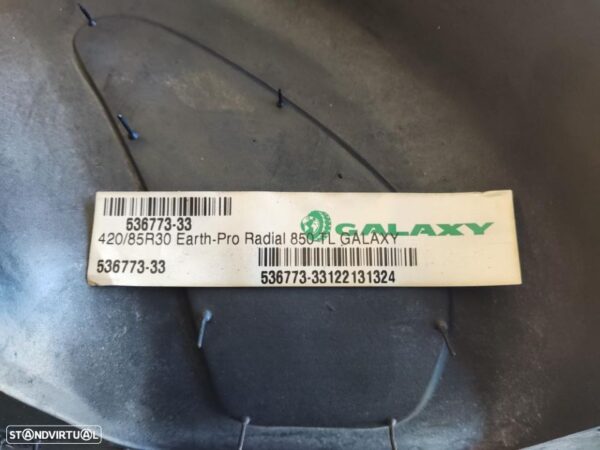 536773-33
GALAXY
420/85R30 Earth-Pro Radial 850 TL GALAXY
536773-33
536773-33122131324
STANDVIRTUAL